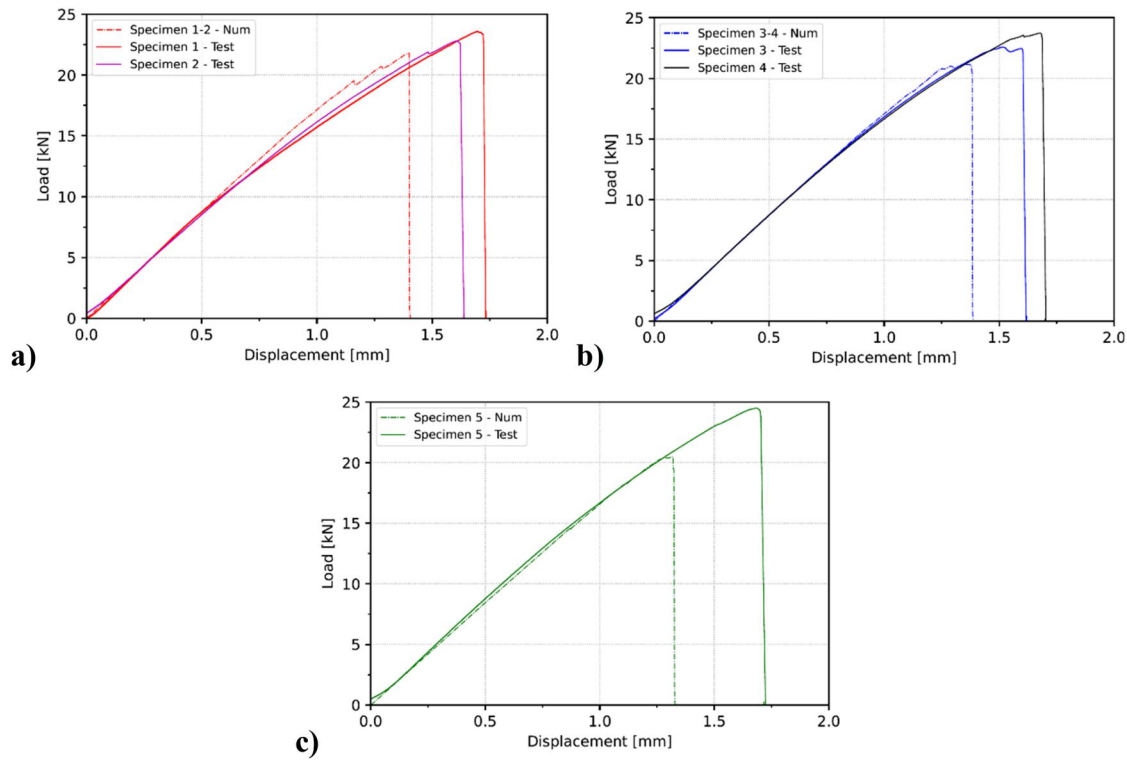 25
20
15
10
5
0
Load [kN]
Specimen 1-2 - Num
Specimen 1 - Test
Specimen 2 - Test
0.0 0.5 1.0 1.5 2.0
Displacement [mm]
a)
25
20
15
10
5
0
Load [kN]
Specimen 3-4 - Num
Specimen 3 - Test
Specimen 4 - Test
0.0 0.5 1.0 1.5 2.0
Displacement [mm]
b)
25
20
15
10
5
0
Load [kN]
Specimen 5 - Num
Specimen 5 - Test
0.0 0.5 1.0 1.5 2.0
Displacement [mm]
c)